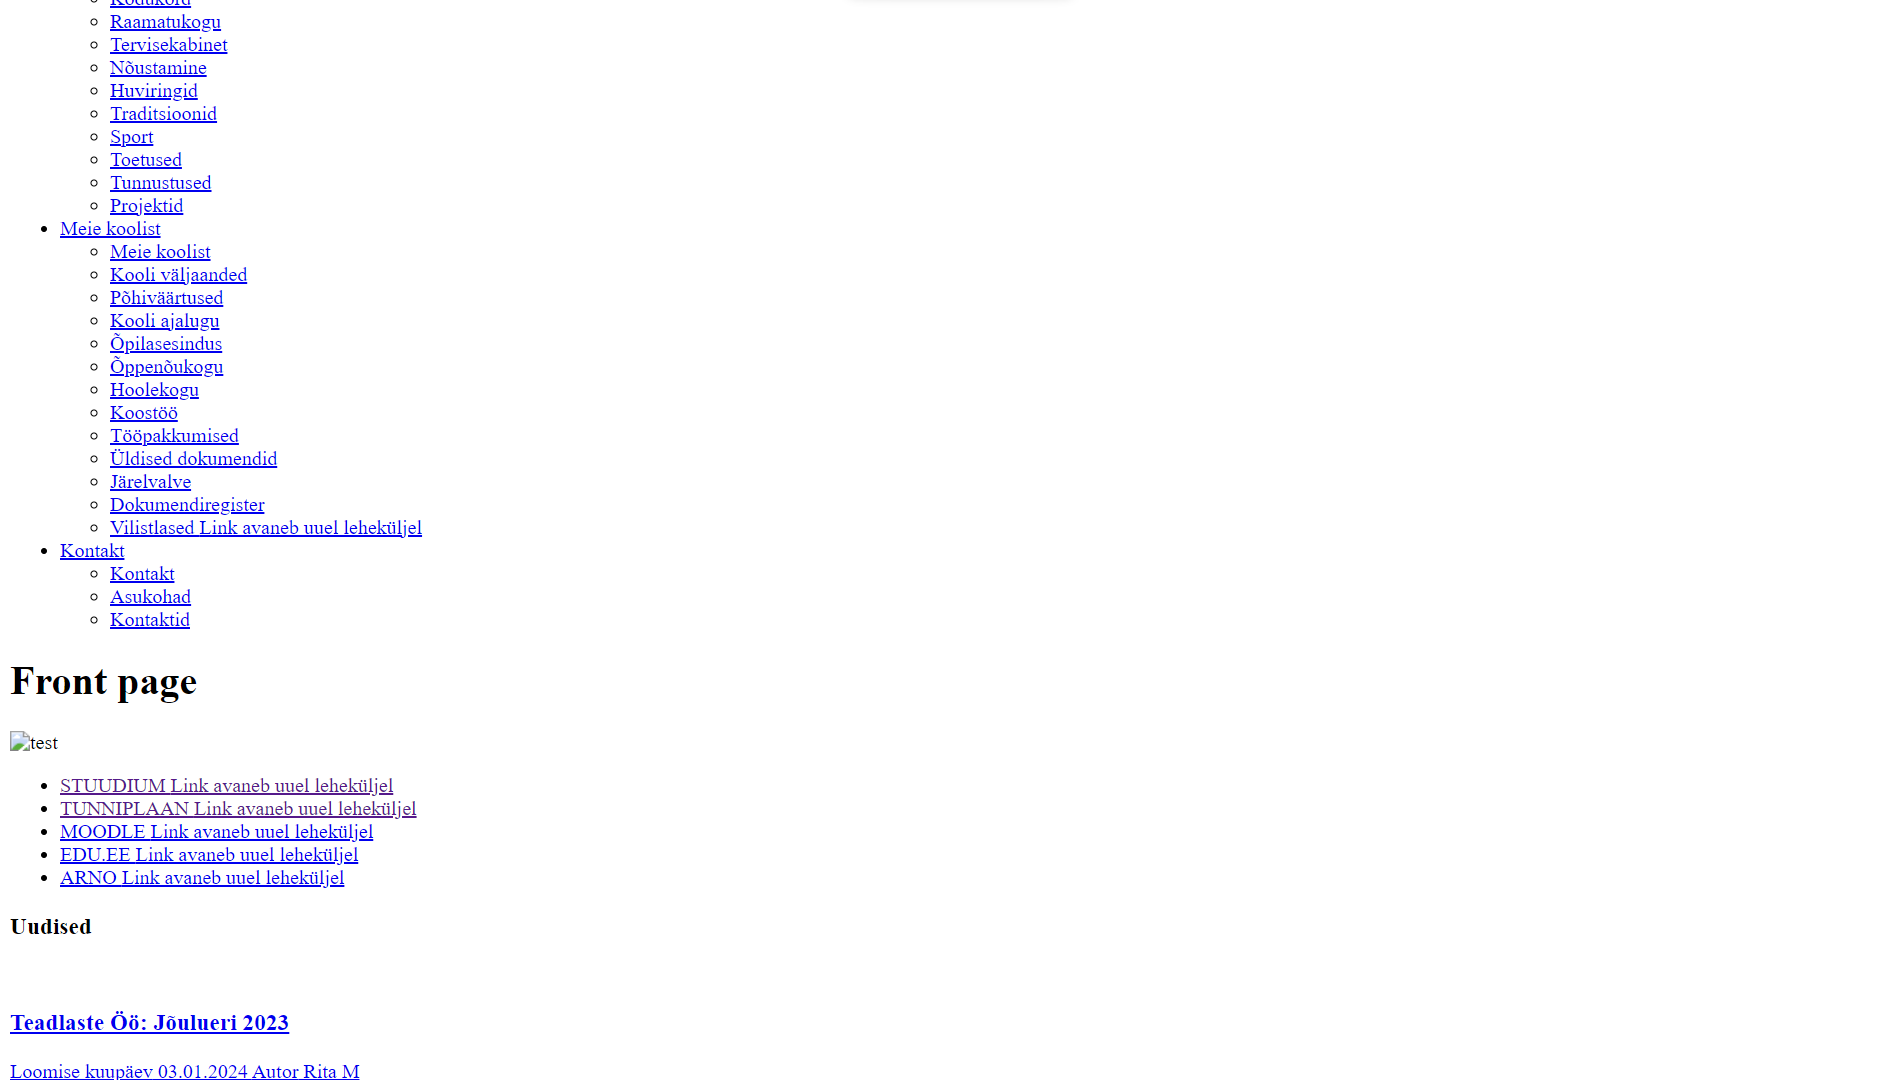 Kodukord
Raamatukogu
Tervisekabinet
Nõustamine
Huviringid
Traditsioonid
Sport
Toetused
Tunnustused
Projektid
Meie koolist
Meie koolist
Kooli väljaanded
Põhiväärtused
Kooli ajalugu
Õpilasesindus
Õppenõukogu
Hoolekogu
Koostöö
Tööpakkumised
Üldised dokumendid
Järelvalve
Dokumendiregister
Vilistlased Link avaneb uuel leheküljel
Kontakt
Kontakt
Asukohad
Kontaktid
Front page
test
STUUDIUM Link avaneb uuel leheküljel
TUNNIPLAAN Link avaneb uuel leheküljel
MOODLE Link avaneb uuel leheküljel
EDU.EE Link avaneb uuel leheküljel
ARNO Link avaneb uuel leheküljel
Uudised
Teadlaste Öö: Jõulueri 2023
Loomise kuupäev 03.01.2024 Autor Rita M